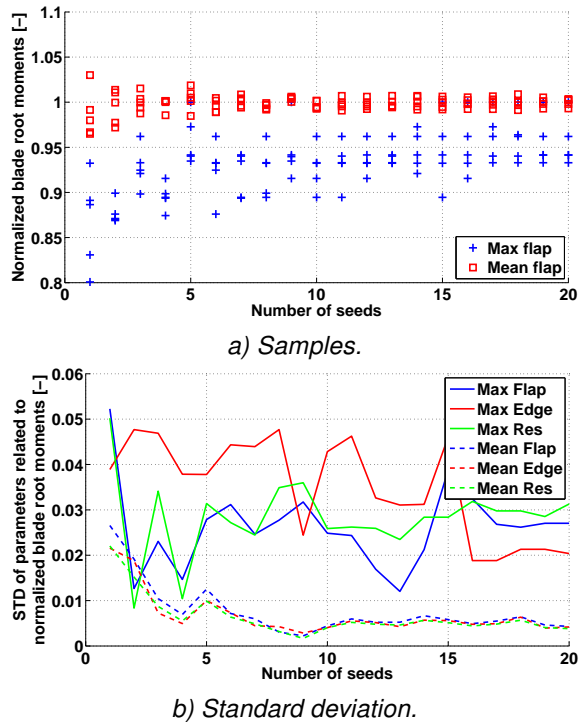 Normalized blade root moments [−]
1.1
1.05
1
0.95
0.9
0.85
0.8
0
5
10
15
20
Number of seeds
Max flap
Mean flap
a) Samples.
STD of parameters related to
normalized blade root moments [−]
0.06
0.05
0.04
0.03
0.02
0.01
0
0
5
10
15
20
Number of seeds
Max Flap
Max Edge
Max Res
Mean Flap
Mean Edge
Mean Res
b) Standard deviation.